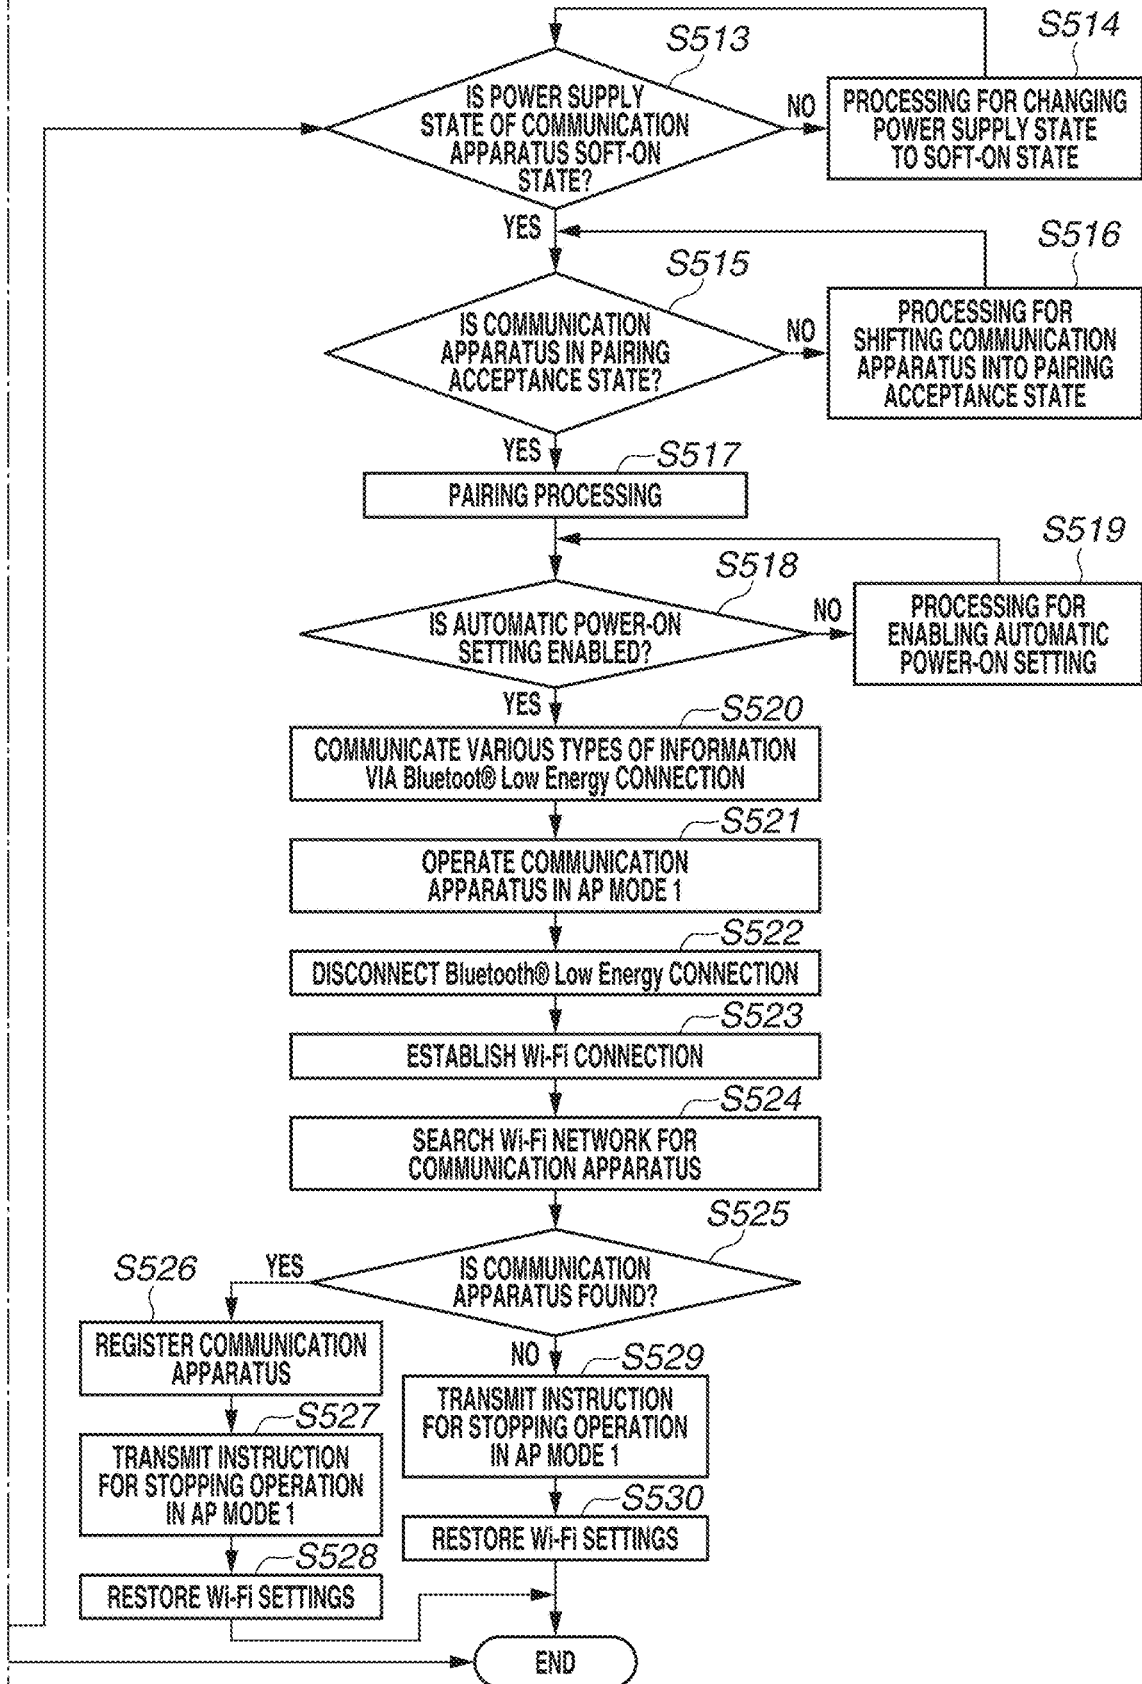 S513
S514
IS POWER SUPPLY
STATE OF COMMUNICATION
APPARATUS SOFT-ON
STATE?
NO
PROCESSING FOR CHANGING
POWER SUPPLY STATE
TO SOFT-ON STATE
YES
S515
S516
IS COMMUNICATION
APPARATUS IN PAIRING
ACCEPTANCE STATE?
NO
PROCESSING FOR
SHIFTING COMMUNICATION
APPARATUS INTO PAIRING
ACCEPTANCE STATE
YES
S517
PAIRING PROCESSING
S518
S519
IS AUTOMATIC POWER-ON
SETTING ENABLED?
NO
PROCESSING FOR
ENABLING AUTOMATIC
POWER-ON SETTING
YES
S520
COMMUNICATE VARIOUS TYPES OF INFORMATION
VIA Bluetoot® Low Energy CONNECTION
S521
OPERATE COMMUNICATION
APPARATUS IN AP MODE 1
S522
DISCONNECT Bluetooth® Low Energy CONNECTION
S523
ESTABLISH Wi-Fi CONNECTION
S524
SEARCH Wi-Fi NETWORK FOR
COMMUNICATION APPARATUS
S525
IS COMMUNICATION
APPARATUS FOUND?
YES
S526
REGISTER COMMUNICATION
APPARATUS
S527
TRANSMIT INSTRUCTION
FOR STOPPING OPERATION
IN AP MODE 1
S528
RESTORE Wi-Fi SETTINGS
NO
S529
TRANSMIT INSTRUCTION
FOR STOPPING OPERATION
IN AP MODE 1
S530
RESTORE Wi-Fi SETTINGS
END